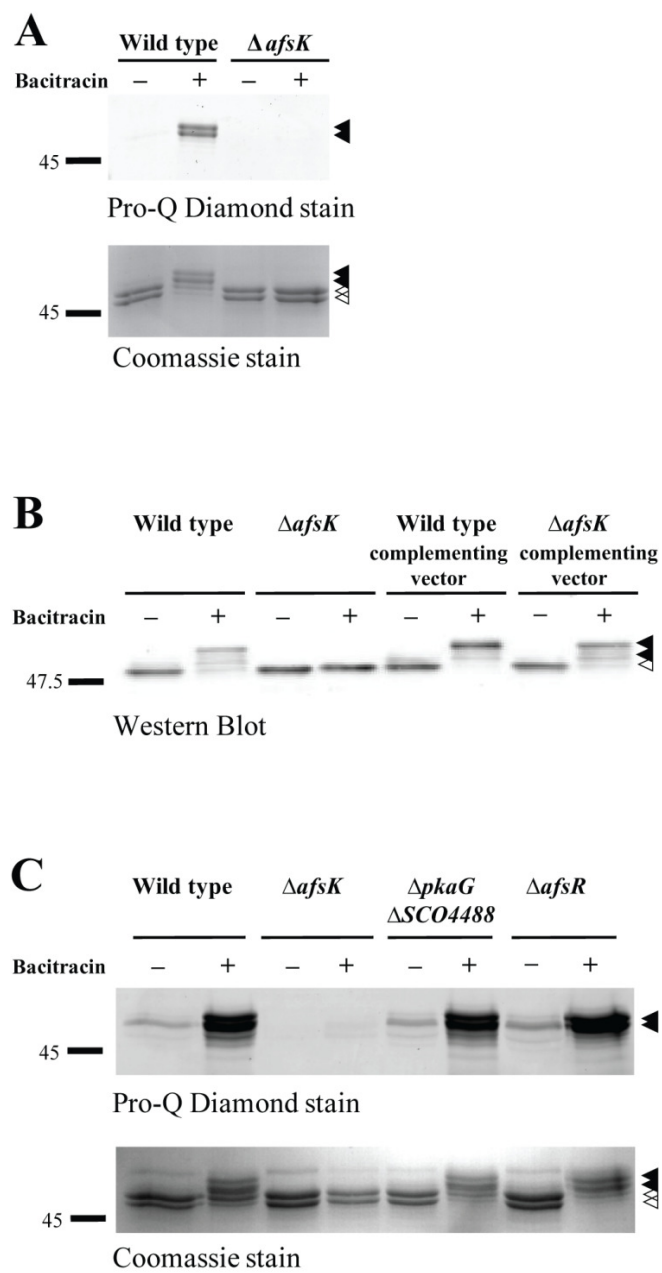 A
Wild type ΔafsK
Bacitracin – + – +
45
Pro-Q Diamond stain
45
Coomassie stain
B
Wild type ΔafsK Wild type ΔafsK
complementing complementing
vector vector
Bacitracin – + – + – + – +
47.5
Western Blot
C
Wild type ΔafsK ΔpkaG ΔafsR
ΔSCO4488
Bacitracin – + – + – + – +
45
Pro-Q Diamond stain
45
Coomassie stain